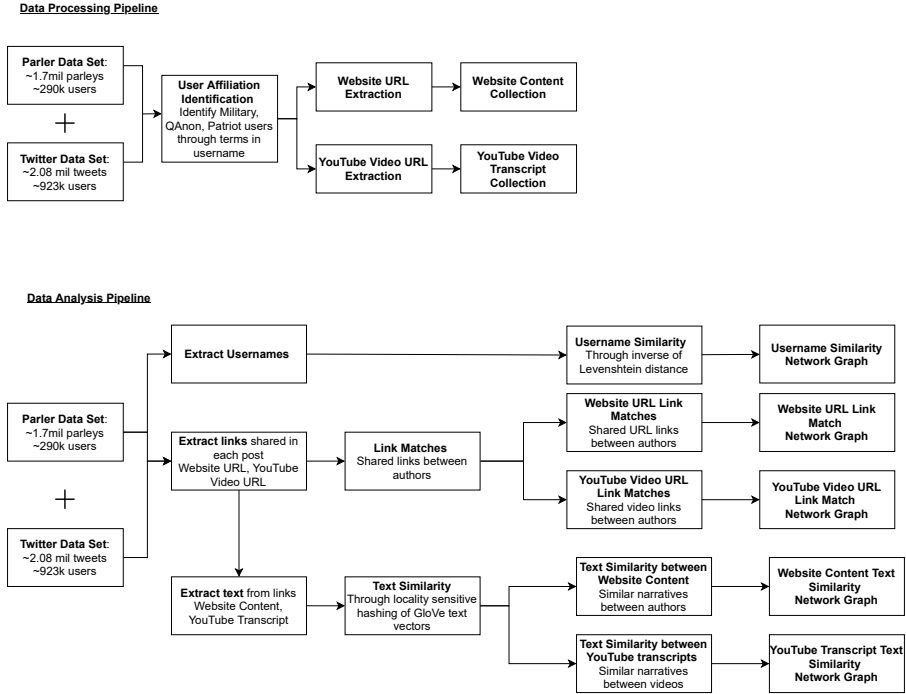 Data Processing Pipeline
Parler Data Set:
~1.7mil parleys
~290k users
+
Twitter Data Set:
~2.08 mil tweets
~923k users
User Affiliation
Identification
Identify Military,
QAnon, Patriot users
through terms in
username
Website URL
Extraction
Website Content
Collection
YouTube Video URL
Extraction
YouTube Video
Transcript
Collection
Data Analysis Pipeline
Parler Data Set:
~1.7mil parleys
~290k users
+
Twitter Data Set:
~2.08 mil tweets
~923k users
Extract Usernames
Username Similarity
Through inverse of
Levenshtein distance
Username Similarity
Network Graph
Extract links shared in
each post
Website URL, YouTube
Video URL
Link Matches
Shared links between
authors
Website URL Link
Matches
Shared URL links
between authors
Website URL Link
Match
Network Graph
YouTube Video URL
Link Matches
Shared video links
between authors
YouTube Video URL
Link Match
Network Graph
Extract text from links
Website Content,
YouTube Transcript
Text Similarity
Through locality sensitive
hashing of GloVe text
vectors
Text Similarity between
Website Content
Similar narratives
between authors
Website Content Text
Similarity
Network Graph
Text Similarity between
YouTube transcripts
Similar narratives
between videos
YouTube Transcript Text
Similarity
Network Graph